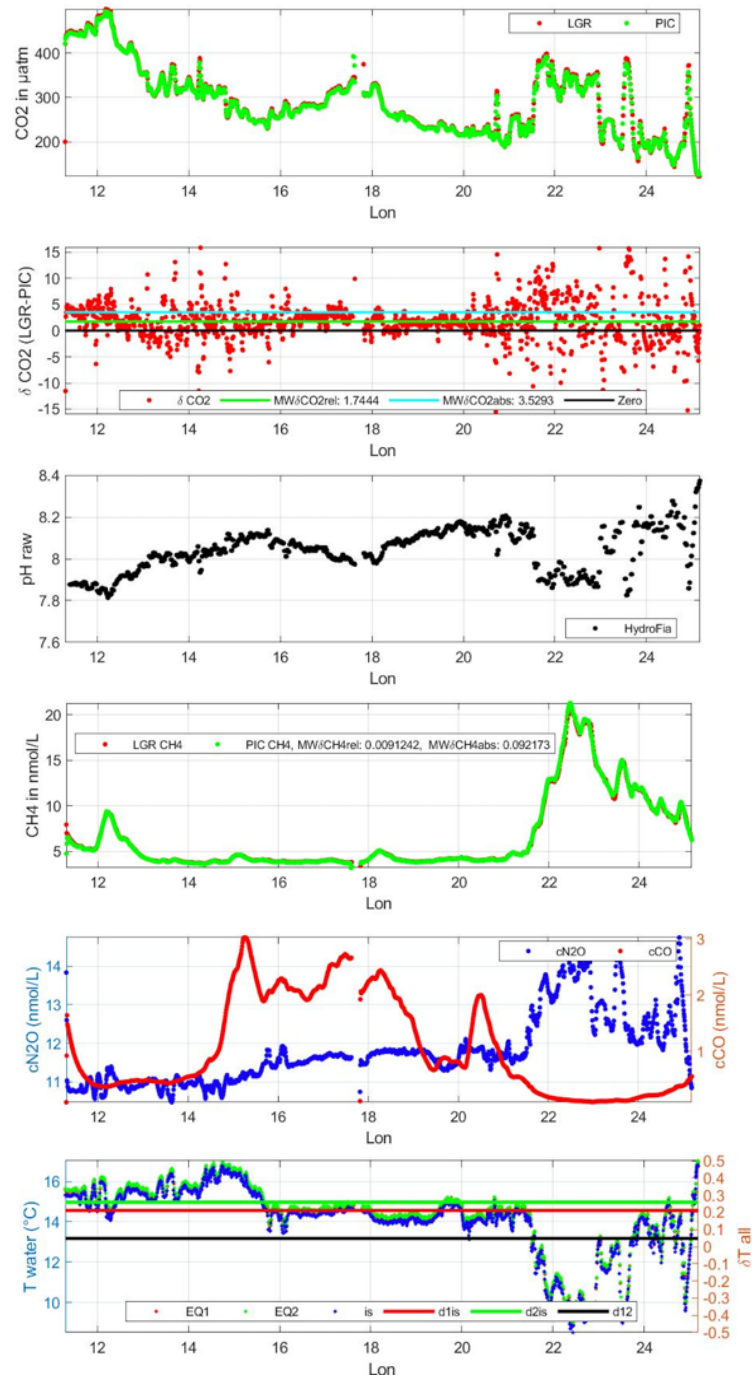 LGR PIC
CO2 in µatm
400
300
200
12 14 16 18 20 22 24
Lon
δ CO2 (LGR-PIC)
15
10
5
0
-5
-10
-15
δ CO2 MWδCO2rel: 1.7444 MWδCO2abs: 3.5293 Zero
12 14 16 18 20 22 24
Lon
pH raw
8.4
8.2
8
7.8
7.6
HydroFia
12 14 16 18 20 22 24
Lon
CH4 in nmol/L
20
15
10
5
LGR CH4 PIC CH4, MWδCH4rel: 0.0091242, MWδCH4abs: 0.092173
12 14 16 18 20 22 24
Lon
cN2O (nmol/L)
14
13
12
11
cN2O cCO
3
2
1
cCO (nmol/L)
12 14 16 18 20 22 24
Lon
T water (°C)
16
14
12
10
0.5
0.4
0.3
0.2
0.1
0
-0.1
-0.2
-0.3
-0.4
-0.5
δT all
EQ1 EQ2 is d1is d2is d12
12 14 16 18 20 22 24
Lon